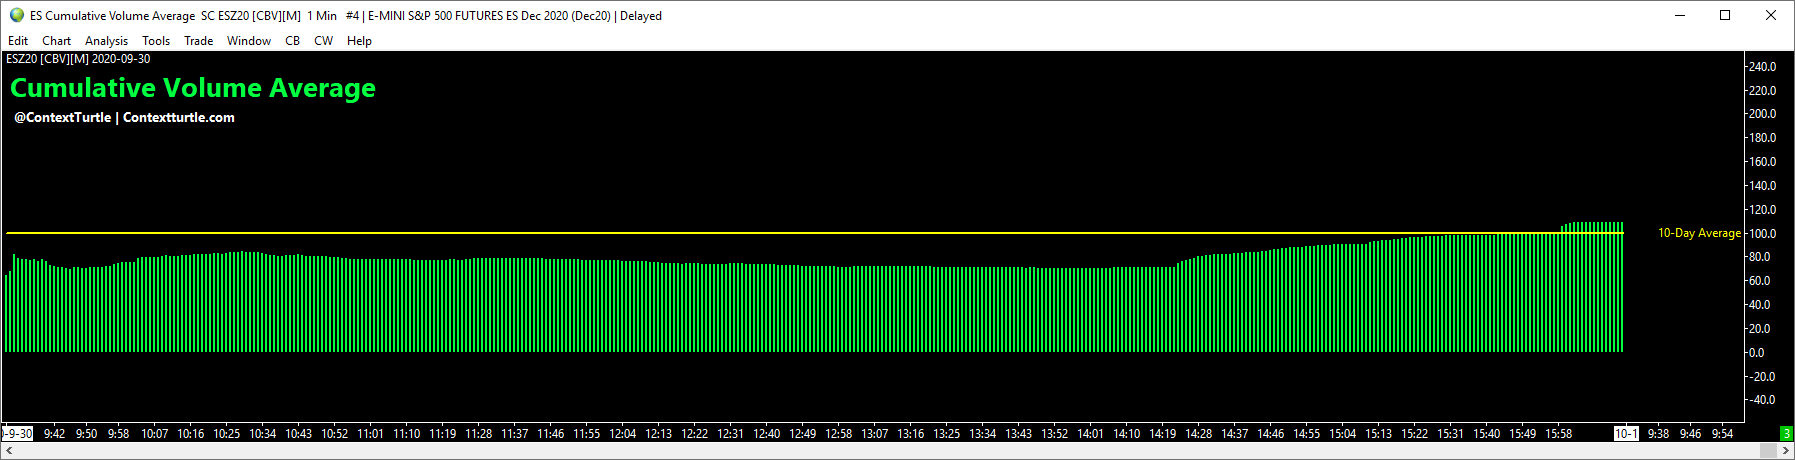 ES Cumulative Volume Average SC ESZ20 [CBV][M] 1 Min #4 | E-MINI S&P 500 FUTURES ES Dec 2020 (Dec20) | Delayed
Edit Chart Analysis Tools Trade Window CB CW Help
ESZ20 [CBV][M] 2020-09-30
Cumulative Volume Average
@ContextTurtle | Contextturtle.com
240.0
220.0
200.0
180.0
160.0
140.0
120.0
10-Day Average 100.0
80.0
60.0
40.0
20.0
0.0
-20.0
-40.0
-9-30 9:42 9:50 9:58 10:07 10:16 10:25 10:34 10:43 10:52 11:01 11:10 11:19 11:28 11:37 11:46 11:55 12:04 12:13 12:22 12:31 12:40 12:49 12:58 13:07 13:16 13:25 13:34 13:43 13:52 14:01 14:10 14:19 14:28 14:37 14:46 14:55 15:04 15:13 15:22 15:31 15:40 15:49 15:58 10-1 9:38 9:46 9:54 3